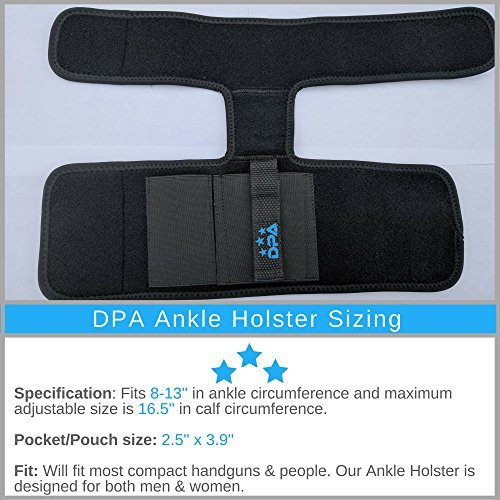 DPA
DPA Ankle Holster Sizing
Specification: Fits 8-13" in ankle circumference and maximum
adjustable size is 16.5" in calf circumference.
Pocket/Pouch size: 2.5" x 3.9"
Fit: Will fit most compact handguns & people. Our Ankle Holster is
designed for both men & women.